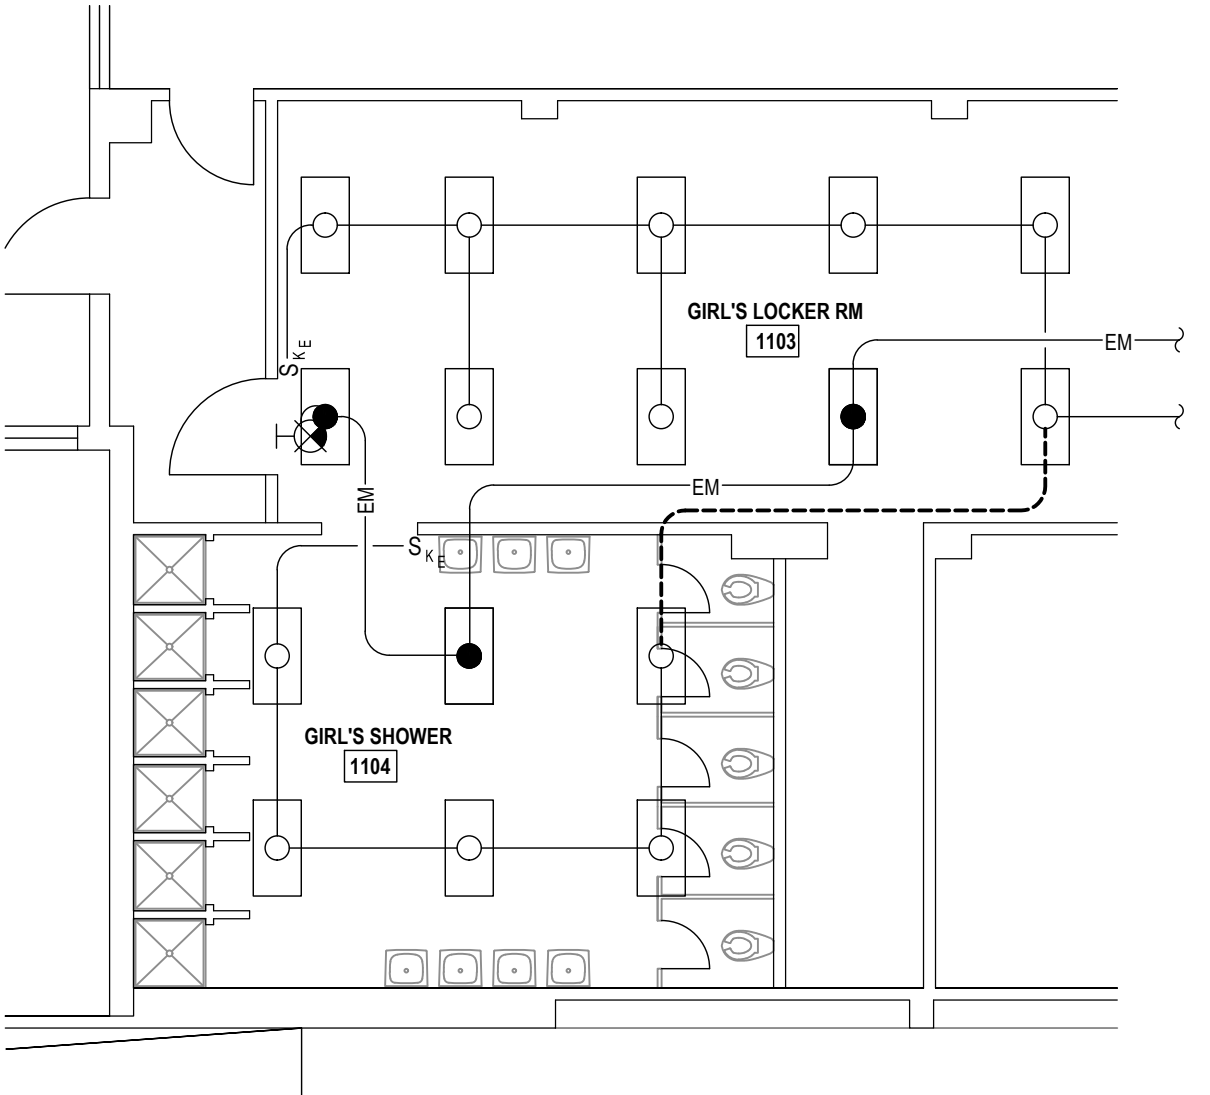 GIRL'S LOCKER RM
1103
EM
S K E
EM
EM
S K E
GIRL'S SHOWER
1104